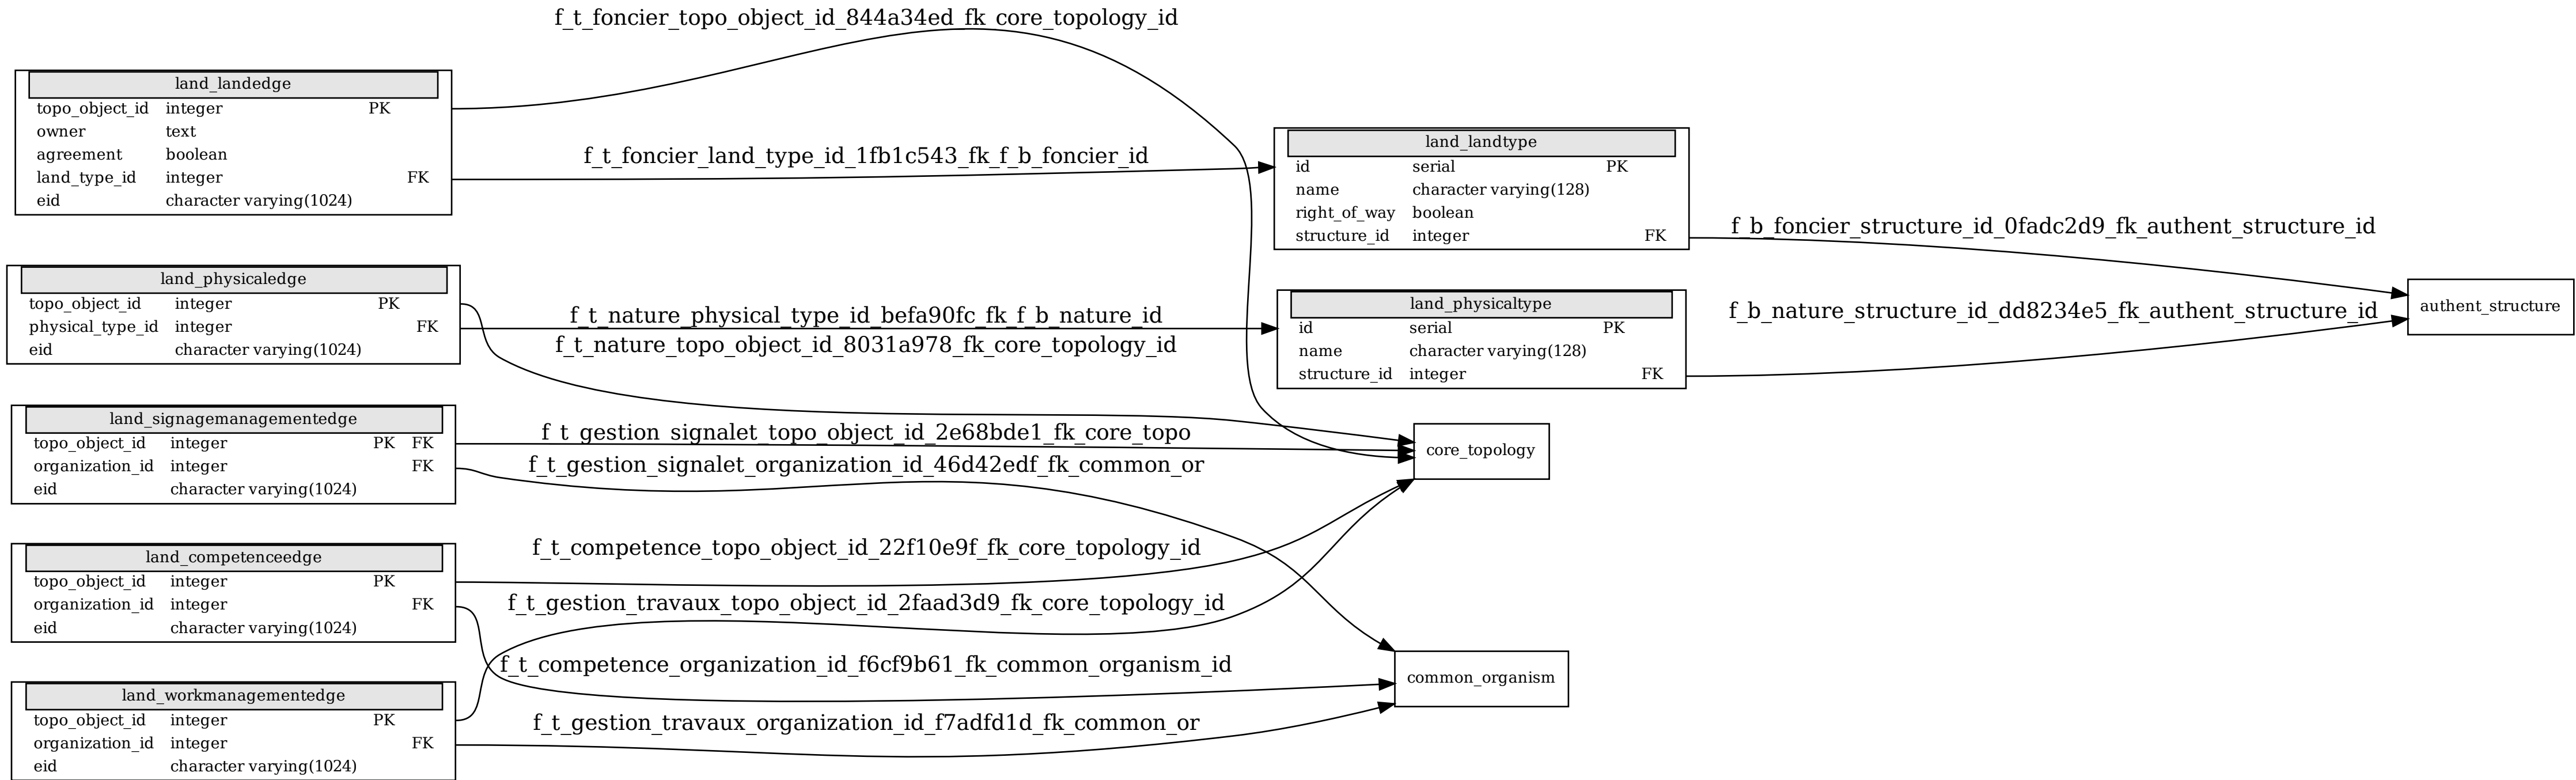 f_t_foncier_topo_object_id_844a34ed_fk_core_topology_id
land_landedge
topo_object_id integer PK
owner text
agreement boolean
land_type_id integer FK
eid character varying(1024)
f_t_foncier_land_type_id_1fb1c543_fk_f_b_foncier_id
land_landtype
id serial PK
name character varying(128)
right_of_way boolean
structure_id integer FK
f_b_foncier_structure_id_0fadc2d9_fk_authent_structure_id
land_physicaledge
topo_object_id integer PK
physical_type_id integer FK
eid character varying(1024)
f_t_nature_physical_type_id_befa90fc_fk_f_b_nature_id
f_t_nature_topo_object_id_8031a978_fk_core_topology_id
land_physicaltype
id serial PK
name character varying(128)
structure_id integer FK
f_b_nature_structure_id_dd8234e5_fk_authent_structure_id
authent_structure
land_signagemanagementedge
topo_object_id integer PK FK
organization_id integer FK
eid character varying(1024)
f_t_gestion_signalet_topo_object_id_2e68bde1_fk_core_topo
f_t_gestion_signalet_organization_id_46d42edf_fk_common_or
core_topology
land_competenceedge
topo_object_id integer PK
organization_id integer FK
eid character varying(1024)
f_t_competence_topo_object_id_22f10e9f_fk_core_topology_id
f_t_gestion_travaux_topo_object_id_2faad3d9_fk_core_topology_id
f_t_competence_organization_id_f6cf9b61_fk_common_organism_id
common_organism
land_workmanagementedge
topo_object_id integer PK
organization_id integer FK
eid character varying(1024)
f_t_gestion_travaux_organization_id_f7adfd1d_fk_common_or